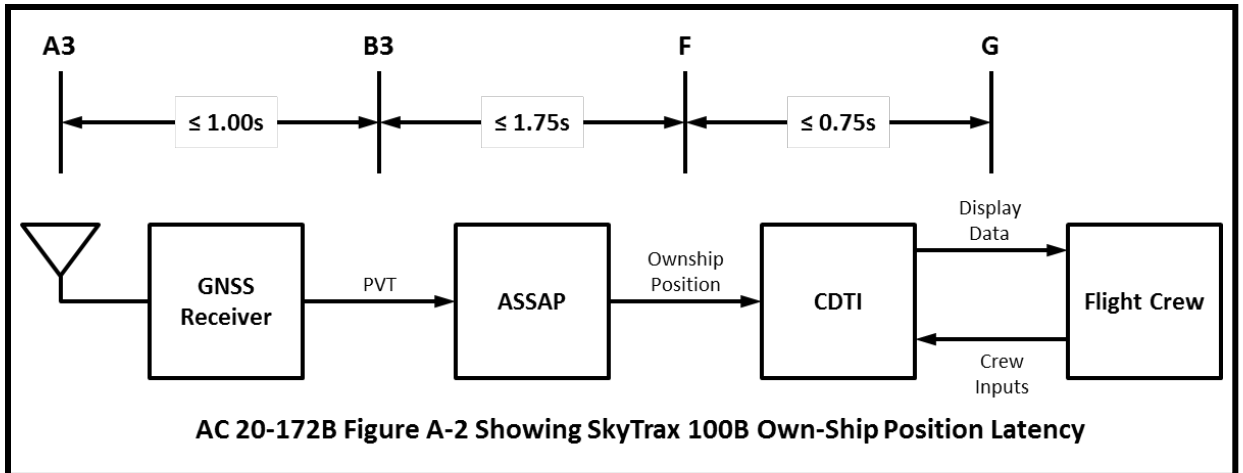 A3
B3
F
G
≤ 1.00s
≤ 1.75s
≤ 0.75s
GNSS
Receiver
PVT
ASSAP
Ownship
Position
CDTI
Display
Data
Crew
Inputs
Flight Crew
AC 20-172B Figure A-2 Showing SkyTrax 100B Own-Ship Position Latency